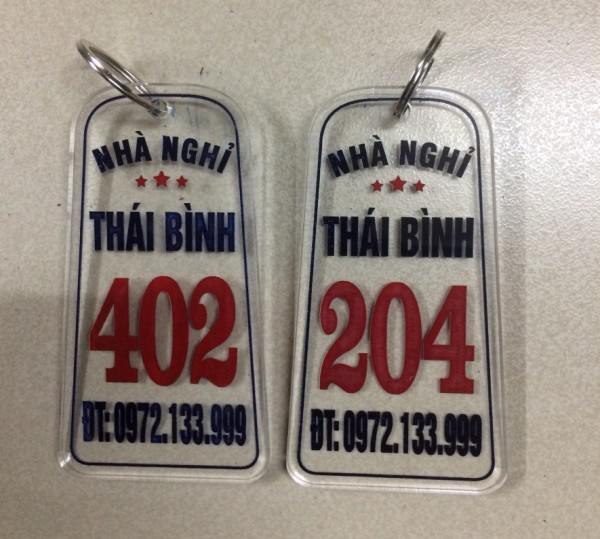 NHÀ NGHỈ
THÁI BÌNH
402
ĐT: 0972.133.999
NHÀ NGHỈ
THÁI BÌNH
204
ĐT: 0972.133.999